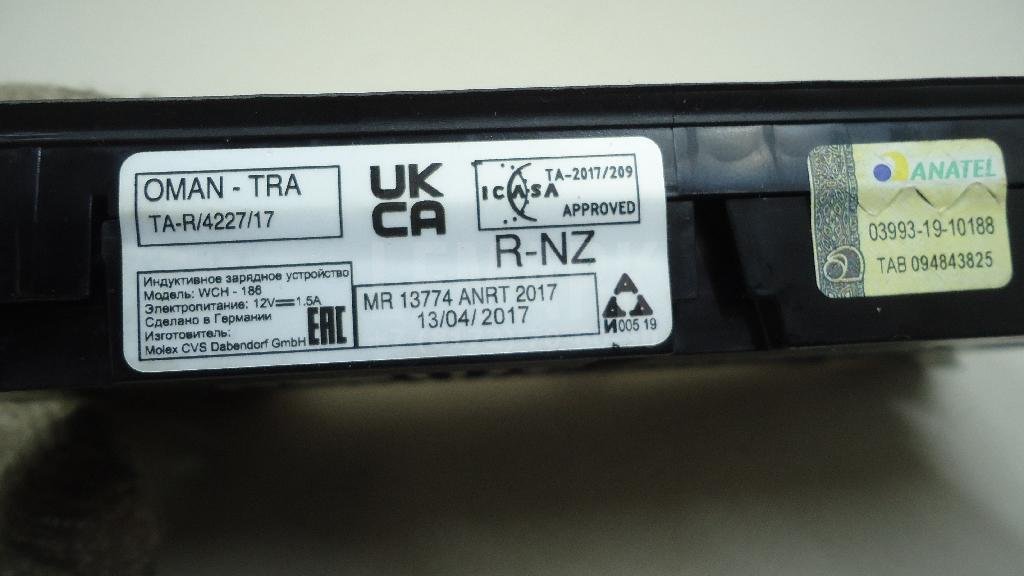 OMAN - TRA
TA-R/4227/17
UK
CA
ICASA
TA-2017/209
APPROVED
R-NZ
Индуктивное зарядное устройство
Модель: WCH - 186
Электропитание: 12V⎓1.5A
Сделано в Германии
Изготовитель:
Molex CVS Dabendorf GmbH
EAC
MR 13774 ANRT 2017
13/04/ 2017
И005 19
ANATEL
03993-19-10188
TAB 094843825